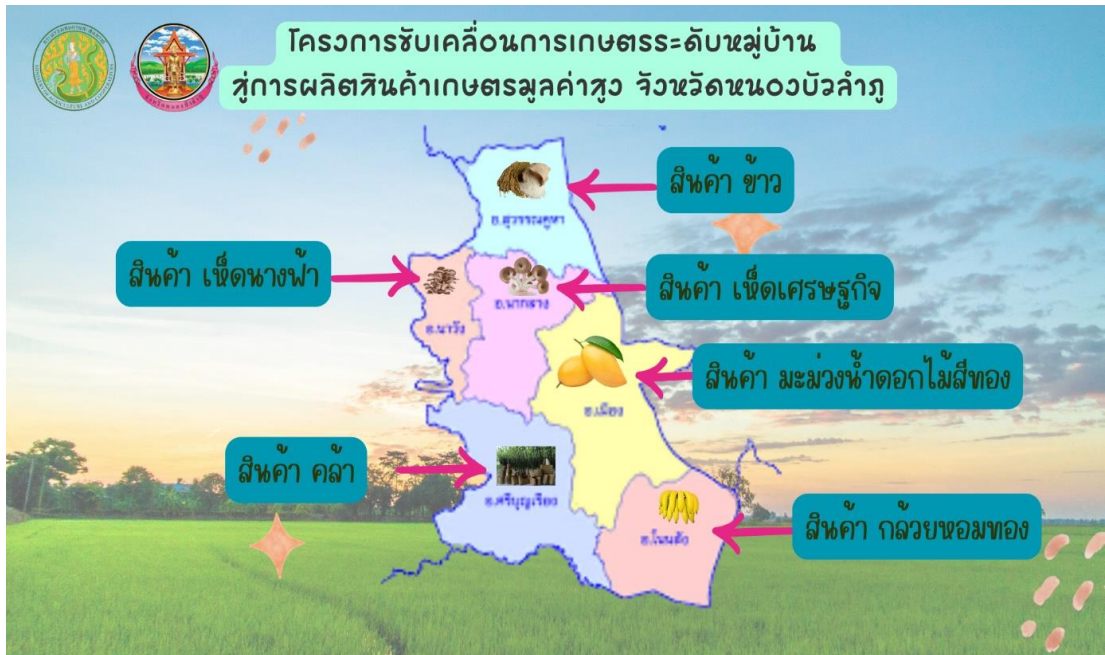 โครงการขับเคลื่อนการเกษตรระดับหมู่บ้าน
สู่การผลิตสินค้าเกษตรมูลค่าสูง จังหวัดหนองบัวลำภู
สินค้า ข้าว
อ.สุวรรณคูหา
สินค้า เห็ดนางฟ้า
สินค้า เห็ดเศรษฐกิจ
อ.นากลาง
อ.นาวัง
สินค้า มะม่วงน้ำดอกไม้สีทอง
อ.เมือง
สินค้า คล้า
อ.ศรีบุญเรือง
สินค้า กล้วยหอมทอง
อ.โนนสัง